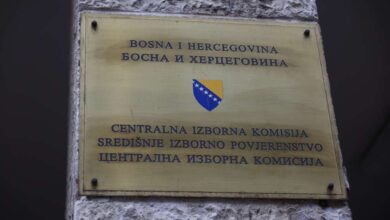 BOSNA I HERCEGOVINA
БОСНА И ХЕРЦЕГОВИНА
CENTRALNA IZBORNA KOMISIJA
SREDIŠNJE IZBORNO POVJERENSTVO
ЦЕНТРАЛНА ИЗБОРНА КОМИСИЈА